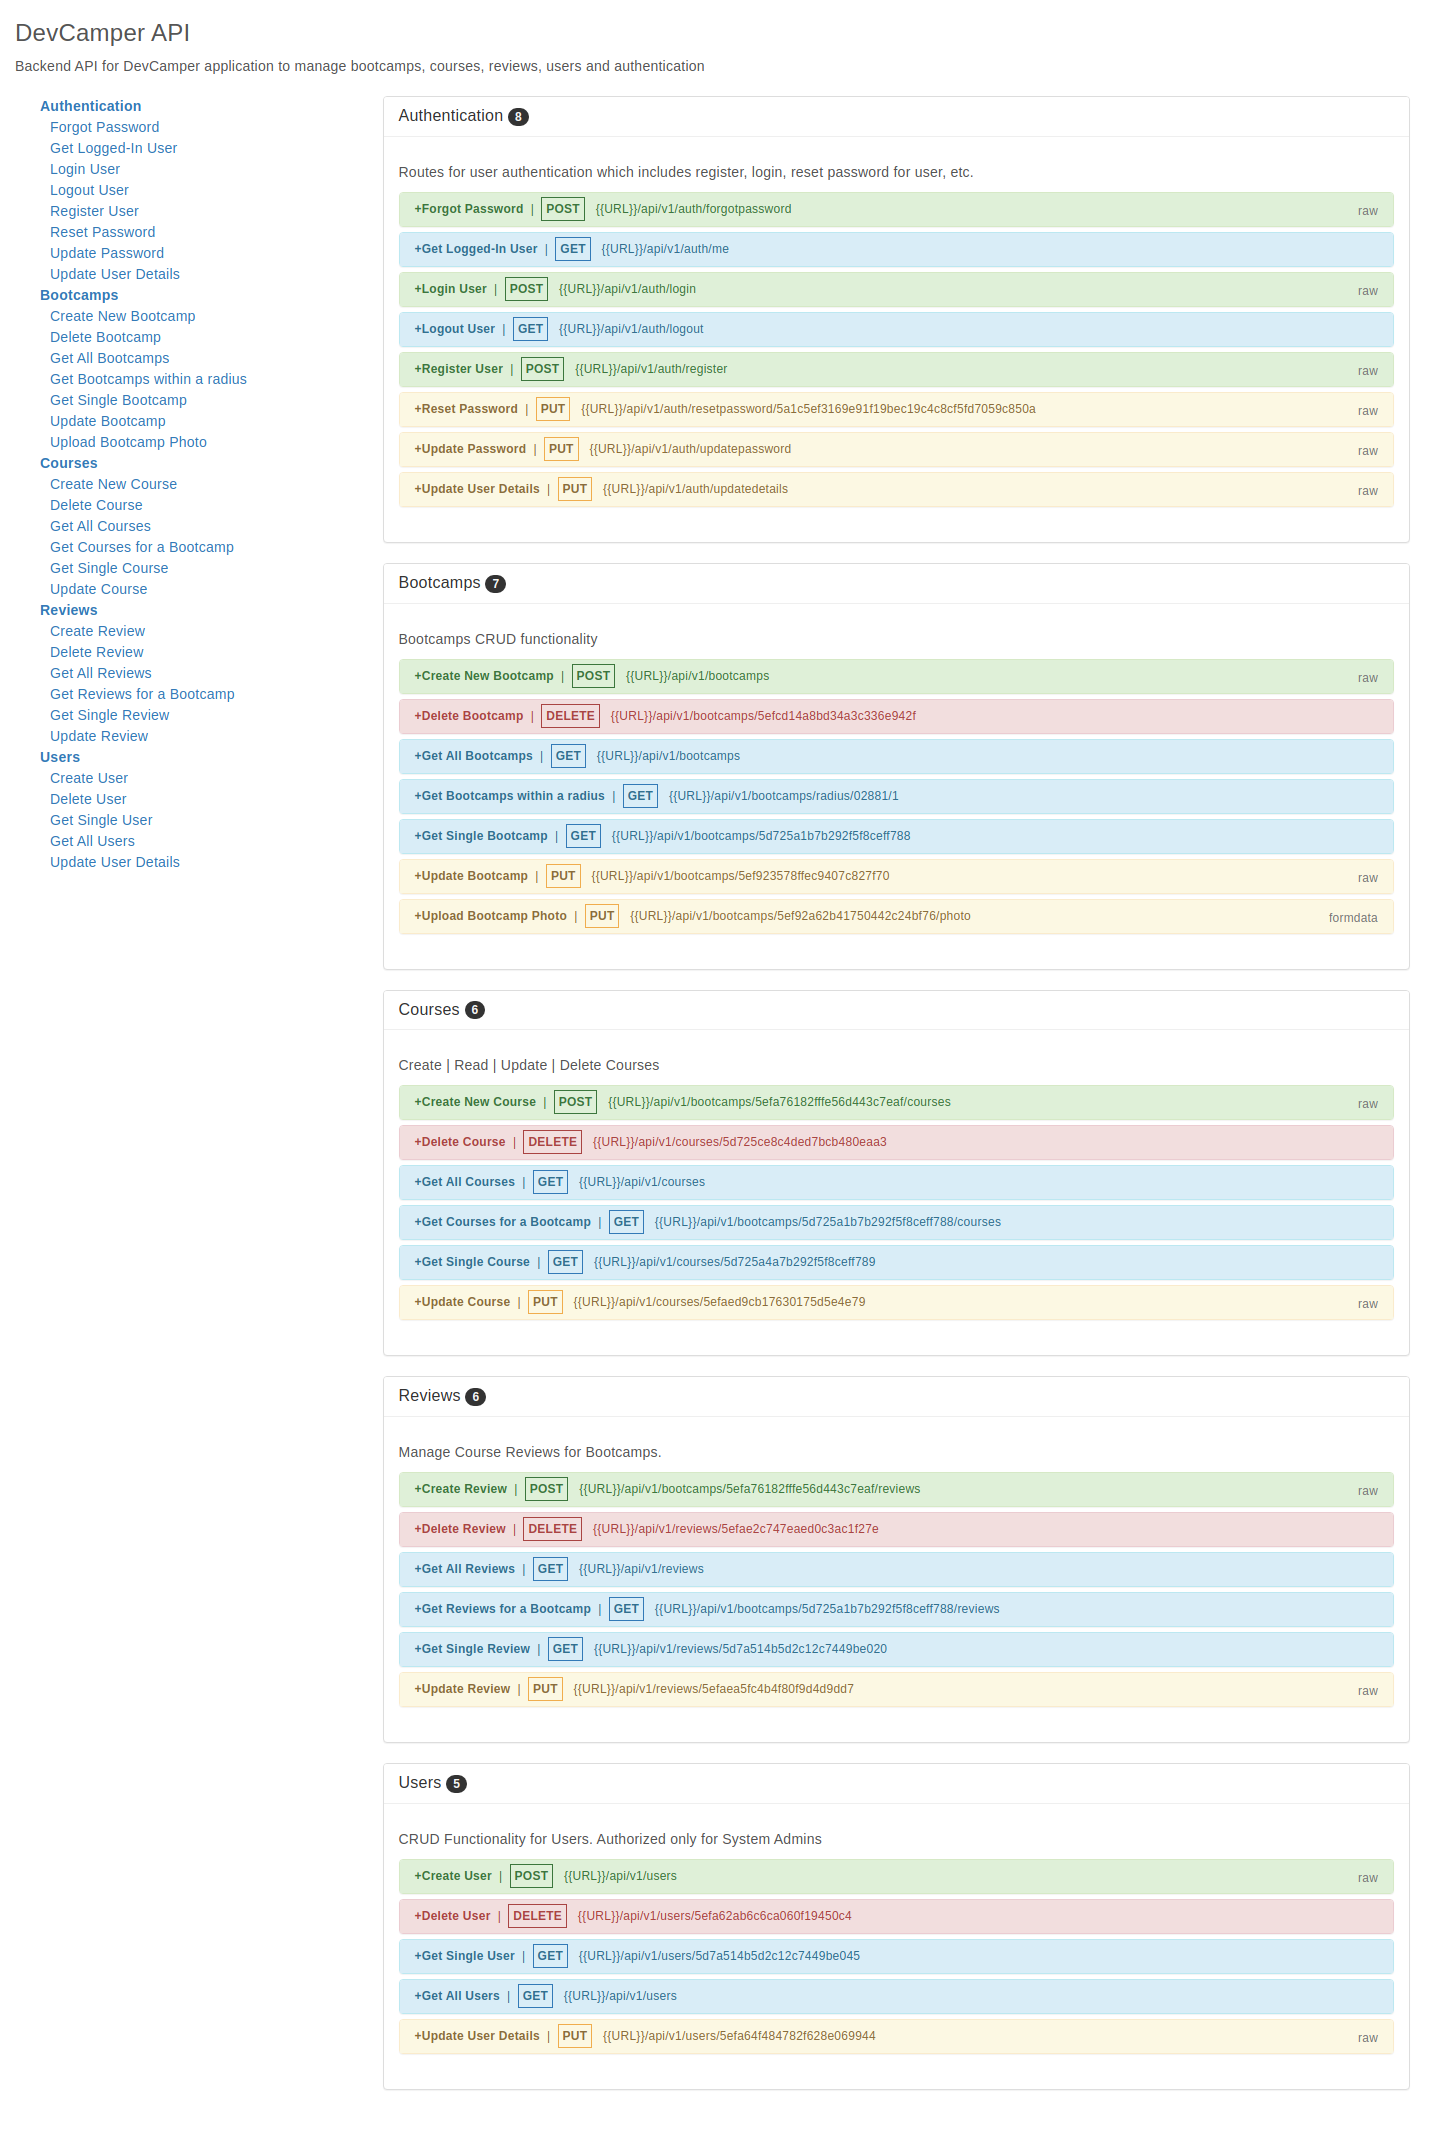 DevCamper API
Backend API for DevCamper application to manage bootcamps, courses, reviews, users and authentication
Authentication
Forgot Password
Get Logged-In User
Login User
Logout User
Register User
Reset Password
Update Password
Update User Details
Bootcamps
Create New Bootcamp
Delete Bootcamp
Get All Bootcamps
Get Bootcamps within a radius
Get Single Bootcamp
Update Bootcamp
Upload Bootcamp Photo
Courses
Create New Course
Delete Course
Get All Courses
Get Courses for a Bootcamp
Get Single Course
Update Course
Reviews
Create Review
Delete Review
Get All Reviews
Get Reviews for a Bootcamp
Get Single Review
Update Review
Users
Create User
Delete User
Get Single User
Get All Users
Update User Details
Authentication 8
Routes for user authentication which includes register, login, reset password for user, etc.
+Forgot Password | POST {{URL}}/api/v1/auth/forgotpassword raw
+Get Logged-In User | GET {{URL}}/api/v1/auth/me
+Login User | POST {{URL}}/api/v1/auth/login raw
+Logout User | GET {{URL}}/api/v1/auth/logout
+Register User | POST {{URL}}/api/v1/auth/register raw
+Reset Password | PUT {{URL}}/api/v1/auth/resetpassword/5a1c5ef3169e91f19bec19c4c8cf5fd7059c850a raw
+Update Password | PUT {{URL}}/api/v1/auth/updatepassword raw
+Update User Details | PUT {{URL}}/api/v1/auth/updatedetails raw
Bootcamps 7
Bootcamps CRUD functionality
+Create New Bootcamp | POST {{URL}}/api/v1/bootcamps raw
+Delete Bootcamp | DELETE {{URL}}/api/v1/bootcamps/5efcd14a8bd34a3c336e942f
+Get All Bootcamps | GET {{URL}}/api/v1/bootcamps
+Get Bootcamps within a radius | GET {{URL}}/api/v1/bootcamps/radius/02881/1
+Get Single Bootcamp | GET {{URL}}/api/v1/bootcamps/5d725a1b7b292f5f8ceff788
+Update Bootcamp | PUT {{URL}}/api/v1/bootcamps/5ef923578ffec9407c827f70 raw
+Upload Bootcamp Photo | PUT {{URL}}/api/v1/bootcamps/5ef92a62b41750442c24bf76/photo formdata
Courses 6
Create | Read | Update | Delete Courses
+Create New Course | POST {{URL}}/api/v1/bootcamps/5efa76182fffe56d443c7eaf/courses raw
+Delete Course | DELETE {{URL}}/api/v1/courses/5d725ce8c4ded7bcb480eaa3
+Get All Courses | GET {{URL}}/api/v1/courses
+Get Courses for a Bootcamp | GET {{URL}}/api/v1/bootcamps/5d725a1b7b292f5f8ceff788/courses
+Get Single Course | GET {{URL}}/api/v1/courses/5d725a4a7b292f5f8ceff789
+Update Course | PUT {{URL}}/api/v1/courses/5efaed9cb17630175d5e4e79 raw
Reviews 6
Manage Course Reviews for Bootcamps.
+Create Review | POST {{URL}}/api/v1/bootcamps/5efa76182fffe56d443c7eaf/reviews raw
+Delete Review | DELETE {{URL}}/api/v1/reviews/5efae2c747eaed0c3ac1f27e
+Get All Reviews | GET {{URL}}/api/v1/reviews
+Get Reviews for a Bootcamp | GET {{URL}}/api/v1/bootcamps/5d725a1b7b292f5f8ceff788/reviews
+Get Single Review | GET {{URL}}/api/v1/reviews/5d7a514b5d2c12c7449be020
+Update Review | PUT {{URL}}/api/v1/reviews/5efaea5fc4b4f80f9d4d9dd7 raw
Users 5
CRUD Functionality for Users. Authorized only for System Admins
+Create User | POST {{URL}}/api/v1/users raw
+Delete User | DELETE {{URL}}/api/v1/users/5efa62ab6c6ca060f19450c4
+Get Single User | GET {{URL}}/api/v1/users/5d7a514b5d2c12c7449be045
+Get All Users | GET {{URL}}/api/v1/users
+Update User Details | PUT {{URL}}/api/v1/users/5efa64f484782f628e069944 raw